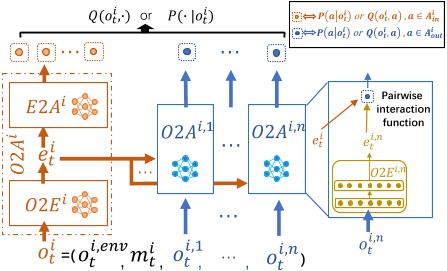 Q(o_t^i,·) or P(·|o_t^i)
⇔P(a|o_t^i) or Q(o_t^i,a), a ∈ A_in^i
⇔P(a|o_t^i) or Q(o_t^i,a), a ∈ A_out^i
... 
...
E2A^i
O2A^i
e_t^i
O2E^i
O2A^{i,1}
...
O2A^{i,n}
...
...
Pairwise
interaction
function
e_t^i
e_t^{i,n}
O2E^{i,n}
o_t^{i,n}
o_t^i =(o_t^{i,env}, m_t^i, o_t^{i,1}, ..., o_t^{i,n})